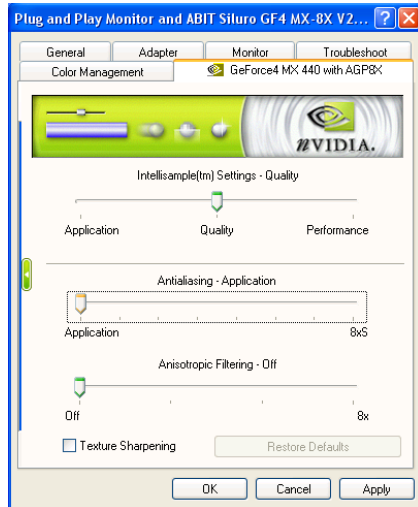 Plug and Play Monitor and ABIT Siluro GF4 MX-8X V2...
General Adapter Monitor Troubleshoot
Color Management GeForce4 MX 440 with AGP8X
nVIDIA.
Intellisample(tm) Settings - Quality
Application Quality Performance
Antialiasing - Application
Application 8xS
Anisotropic Filtering - Off
Off 8x
Texture Sharpening Restore Defaults
OK Cancel Apply